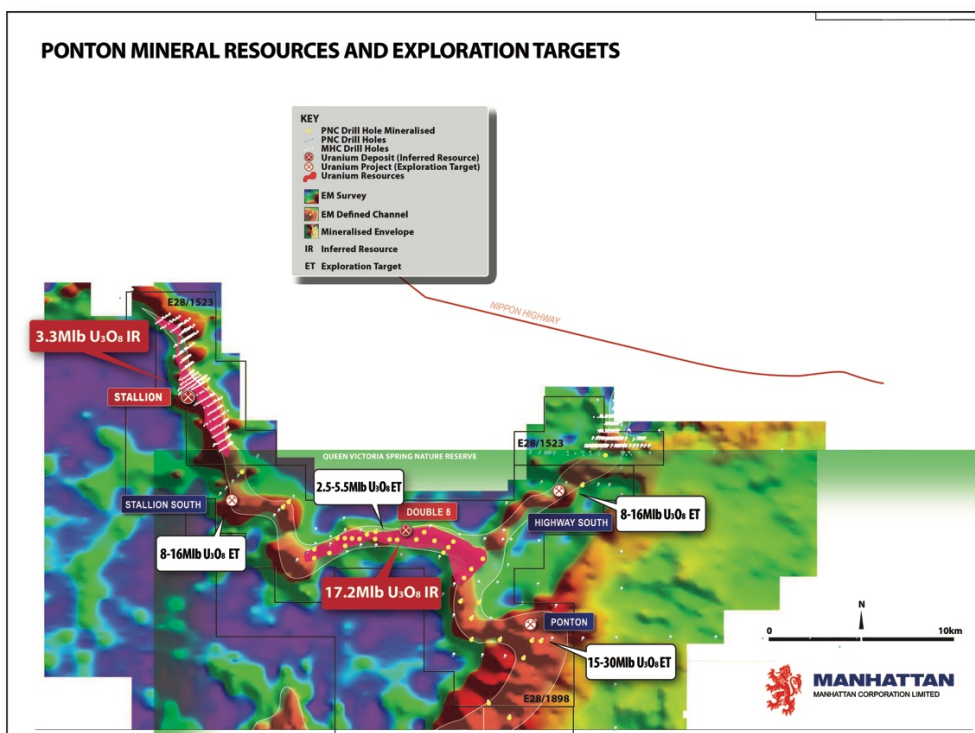 PONTON MINERAL RESOURCES AND EXPLORATION TARGETS
KEY
PNC Drill Hole Mineralised
PNC Drill Holes
MHC Drill Holes
Uranium Deposit (Inferred Resource)
Uranium Project (Exploration Target)
Uranium Resources
EM Survey
EM Defined Channel
Mineralised Envelope
IR Inferred Resource
ET Exploration Target
NIPPON HIGHWAY
E28/1523
3.3Mlb U₃O₈ IR
STALLION
E28/1523
QUEEN VICTORIA SPRING NATURE RESERVE
2.5-5.5Mlb U₃O₈ ET
STALLION SOUTH
DOUBLE 8
HIGHWAY SOUTH
8-16Mlb U₃O₈ ET
8-16Mlb U₃O₈ ET
17.2Mlb U₃O₈ IR
PONTON
15-30Mlb U₃O₈ ET
E28/1898
N
0 10km
MANHATTAN
MANHATTAN CORPORATION LIMITED